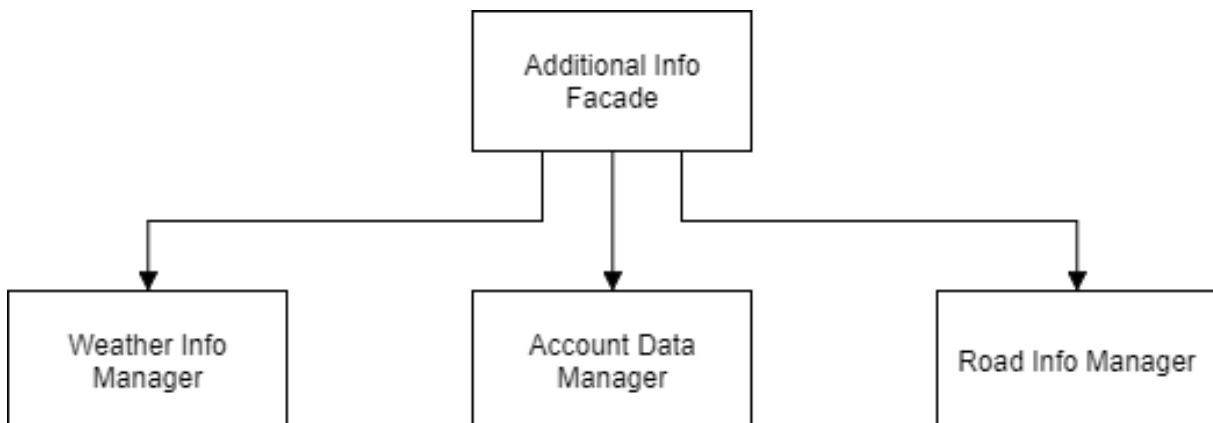 Additional Info
Facade
Weather Info
Manager
Account Data
Manager
Road Info Manager